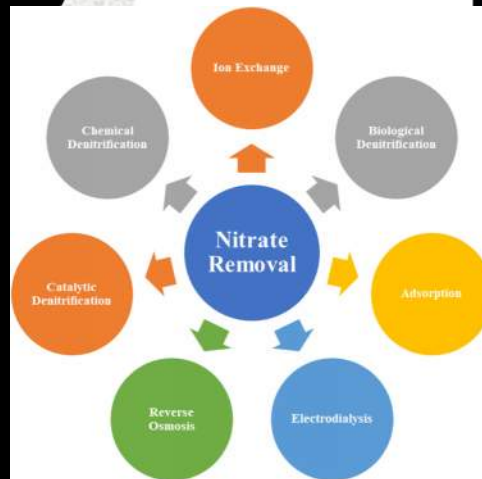 Ion Exchange
Chemical
Denitrification
Biological
Denitrification
Nitrate
Removal
Catalytic
Denitrification
Adsorption
Reverse
Osmosis
Electrodialysis